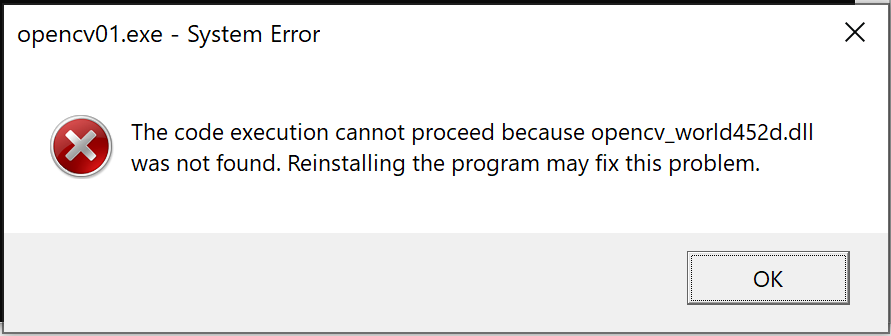 opencv01.exe - System Error
The code execution cannot proceed because opencv_world452d.dll
was not found. Reinstalling the program may fix this problem.
OK